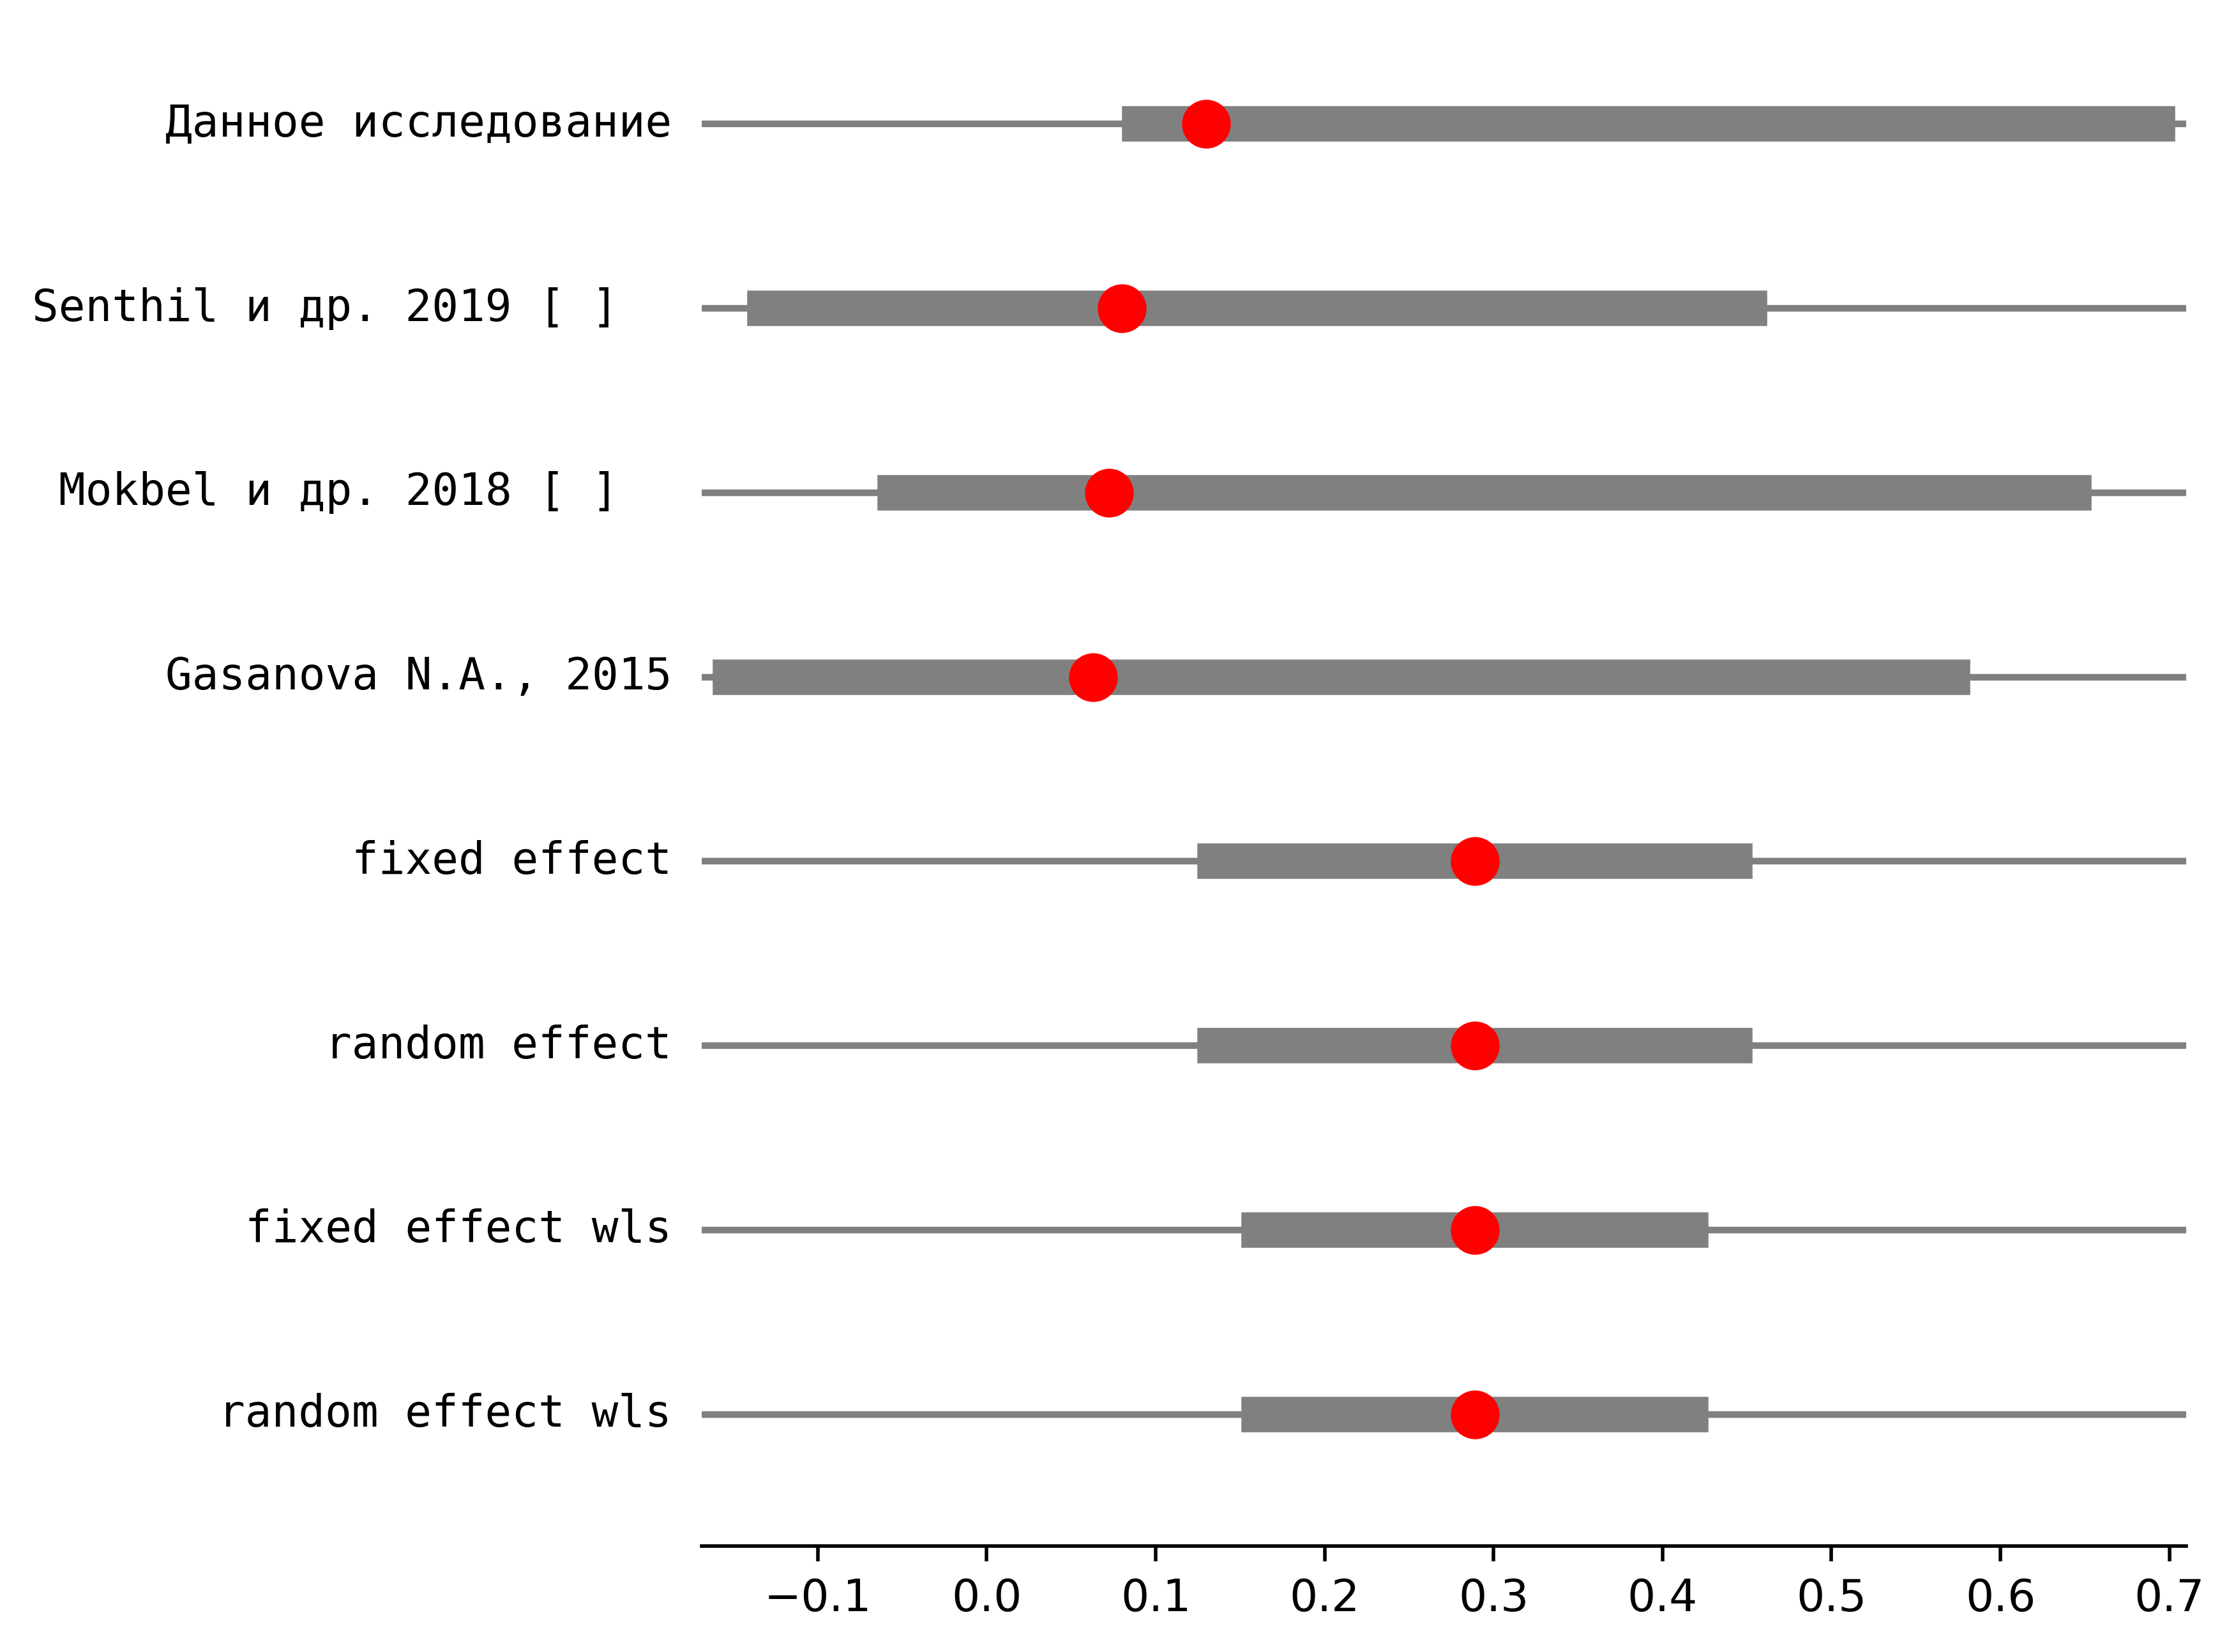 Данное исследование
Senthil и др. 2019 [ ]
Mokbel и др. 2018 [ ]
Gasanova N.A., 2015
fixed effect
random effect
fixed effect wls
random effect wls
−0.1 0.0 0.1 0.2 0.3 0.4 0.5 0.6 0.7